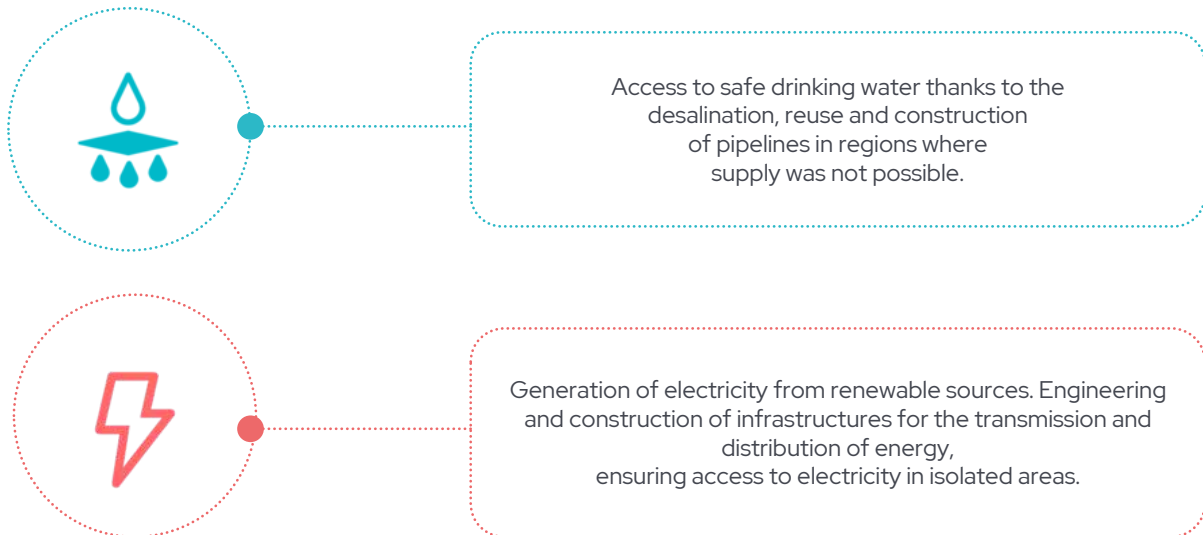 Access to safe drinking water thanks to the
desalination, reuse and construction
of pipelines in regions where
supply was not possible.
Generation of electricity from renewable sources. Engineering
and construction of infrastructures for the transmission and
distribution of energy,
ensuring access to electricity in isolated areas.